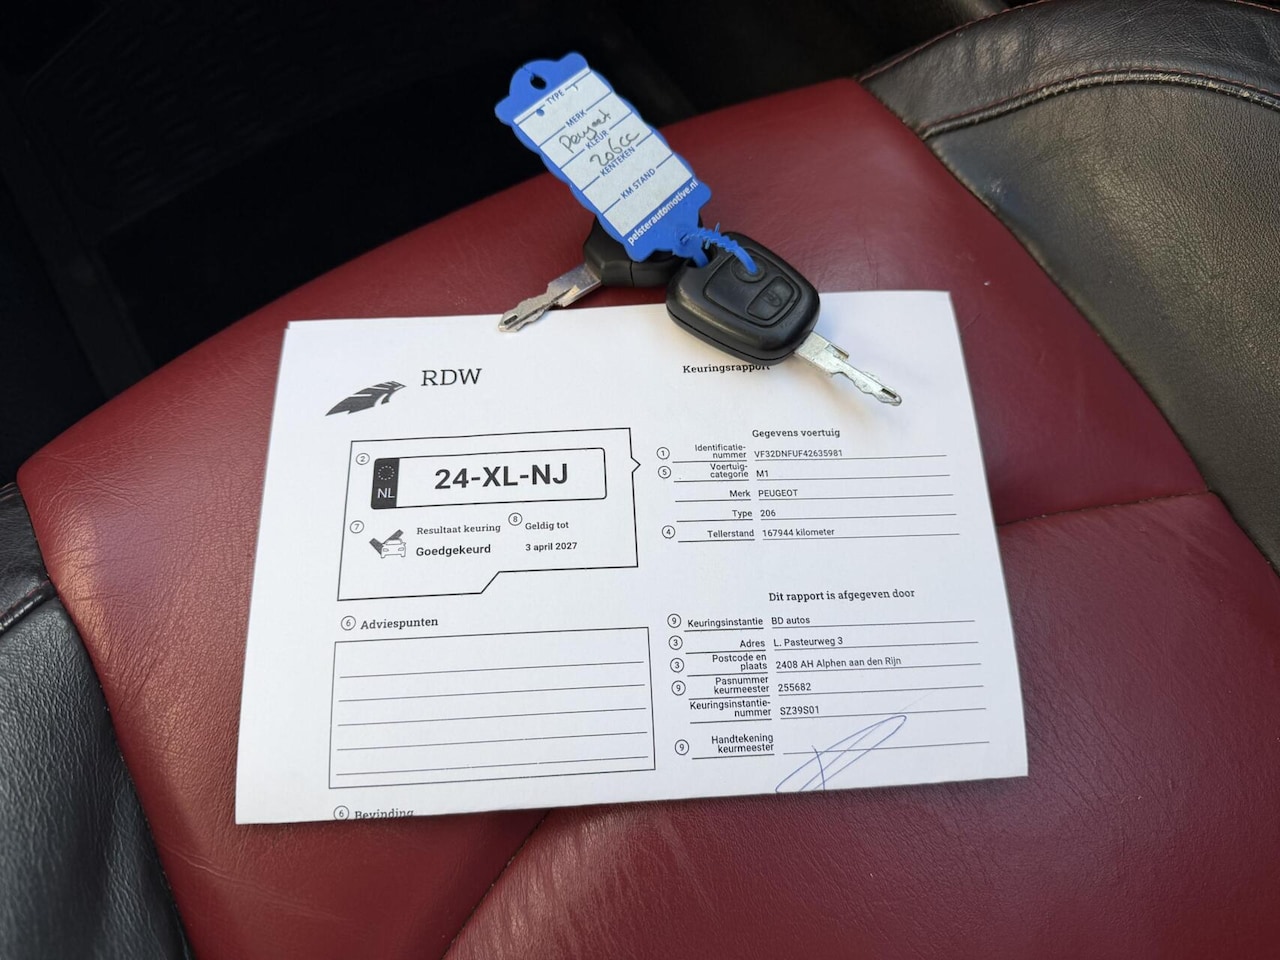 TYPE
MERK
Peugeot
KLEUR
206cc
KENTEKEN
KM STAND
pelsterautomotive.nl
RDW
Keuringsrapport
2
NL
24-XL-NJ
7 Resultaat keuring
Goedgekeurd
8 Geldig tot
3 april 2027
Gegevens voertuig
1 Identificatie-
nummer VF32DNFUF42635981
5 Voertuig-
categorie M1
Merk PEUGEOT
Type 206
4 Tellerstand 167944 kilometer
6 Adviespunten
Dit rapport is afgegeven door
9 Keuringsinstantie BD autos
3 Adres L. Pasteurweg 3
3 Postcode en
plaats 2408 AH Alphen aan den Rijn
9 Pasnummer
keurmeester 255682
Keuringsinstantie-
nummer SZ39S01
9 Handtekening
keurmeester
6 Bevinding